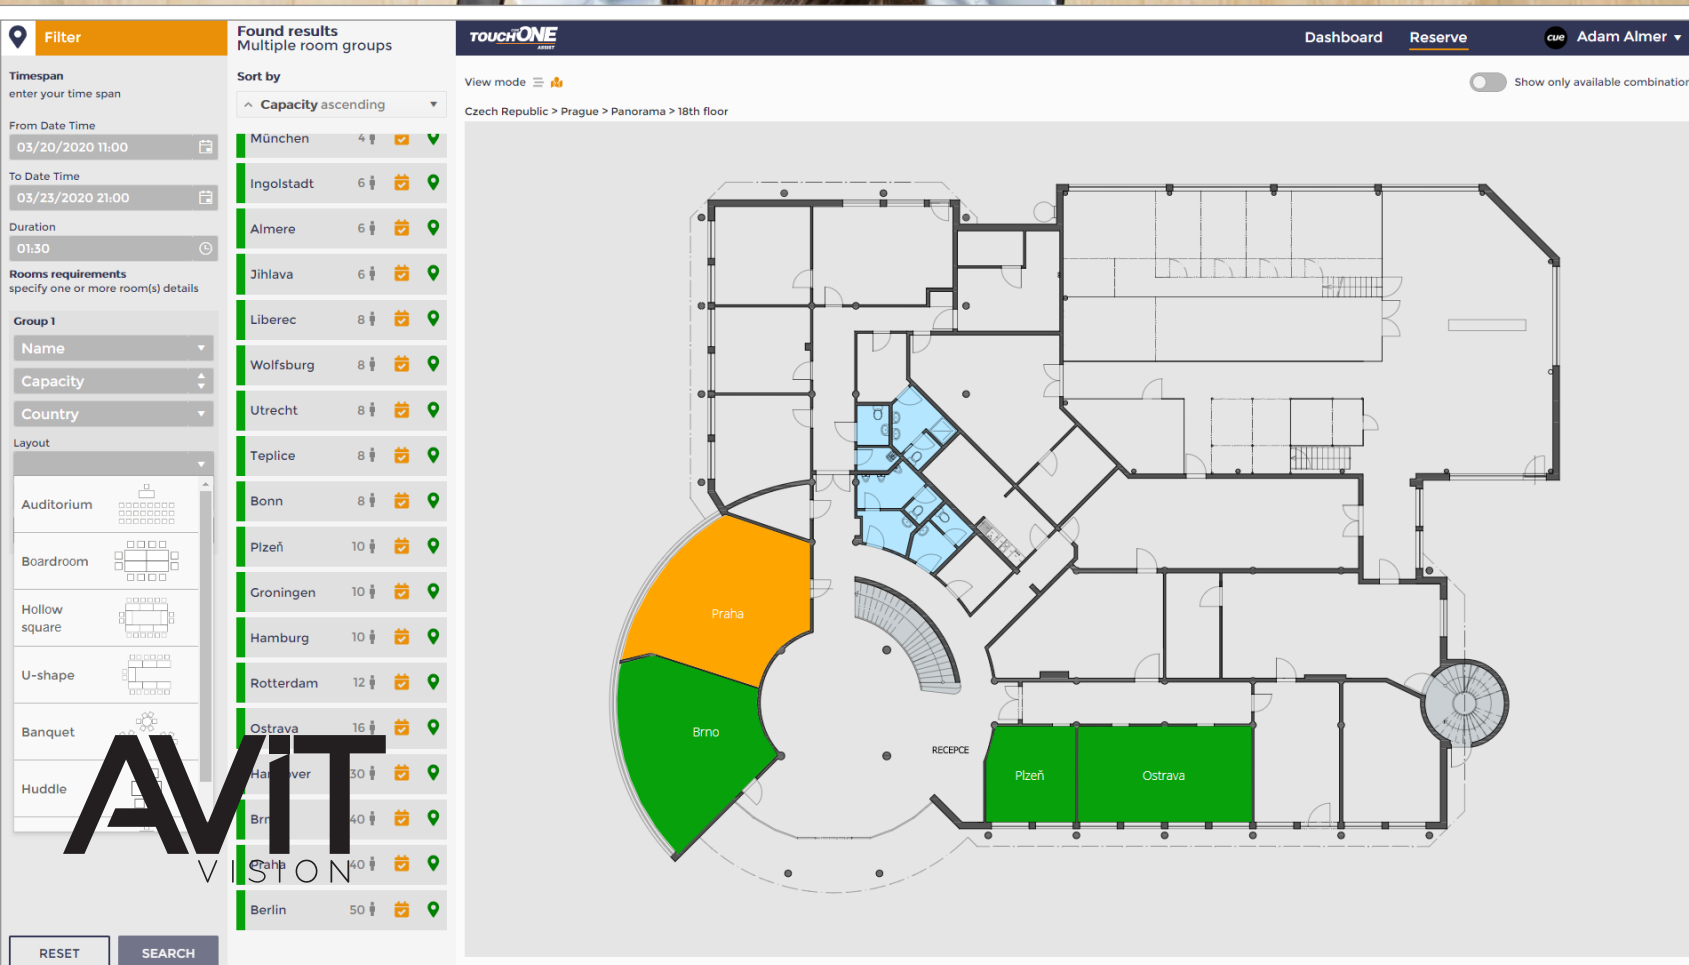 Filter
Timespan
enter your time span
From Date Time
03/20/2020 11:00
To Date Time
03/23/2020 21:00
Duration
01:30
Rooms requirements
specify one or more room(s) details
Group 1
Name
Capacity
Country
Layout
Auditorium
Boardroom
Hollow
square
U-shape
Banquet
Huddle
RESET SEARCH
Found results
Multiple room groups
Sort by
Capacity ascending
München 4
Ingolstadt 6
Almere 6
Jihlava 6
Liberec 8
Wolfsburg 8
Utrecht 8
Teplice 8
Bonn 8
Plzeň 10
Groningen 10
Hamburg 10
Rotterdam 12
Ostrava 16
Hannover 30
Brno 40
Praha 40
Berlin 50
AViT
VISION
TOUCHONE
ASSIST
Dashboard Reserve cue Adam Almer
View mode
Show only available combination
Czech Republic > Prague > Panorama > 18th floor
Praha
Brno
RECEPCE
Plzeň
Ostrava